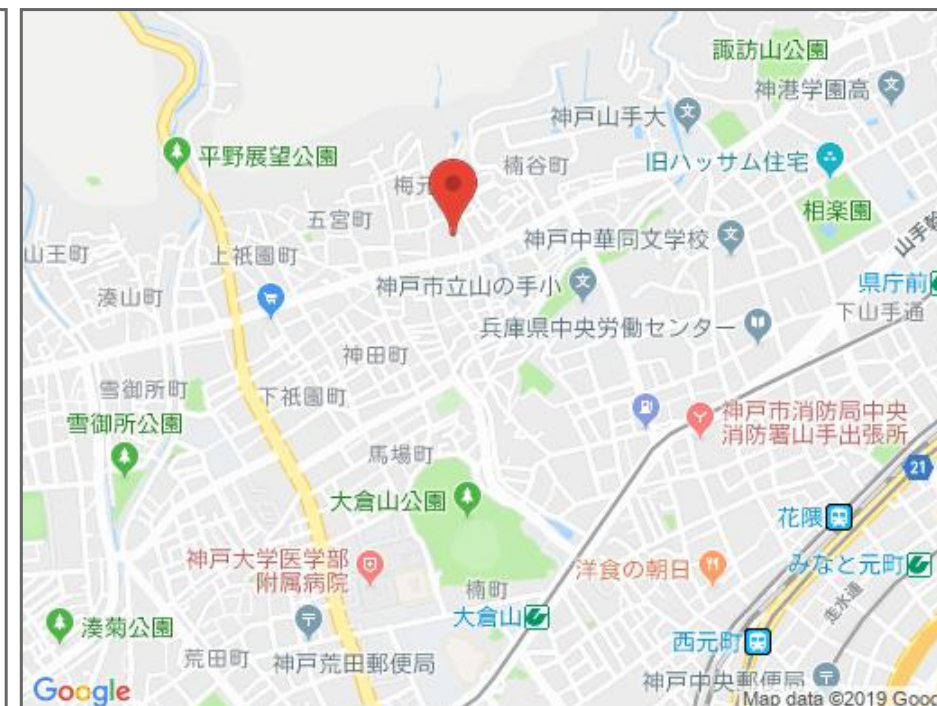 諏訪山公園
神港学園高
神戸山手大
平野展望公園
楠谷町
旧ハッサム住宅
梅元
相楽園
五宮町
山手幹
神戸中華同文学校
山王町
上祇園町
県庁前
神戸市立山の手小
湊山町
下山手通
兵庫県中央労働センター
神田町
雪御所町
下祇園町
神戸市消防局中央
消防署山手出張所
雪御所公園
馬場町
21
大倉山公園
花隈
神戸大学医学部
附属病院
洋食の朝日
みなと元町
楠町
走水通
大倉山
湊菊公園
西元町
荒田町
神戸荒田郵便局
神戸中央郵便局
Google
Map data ©2019 Goo